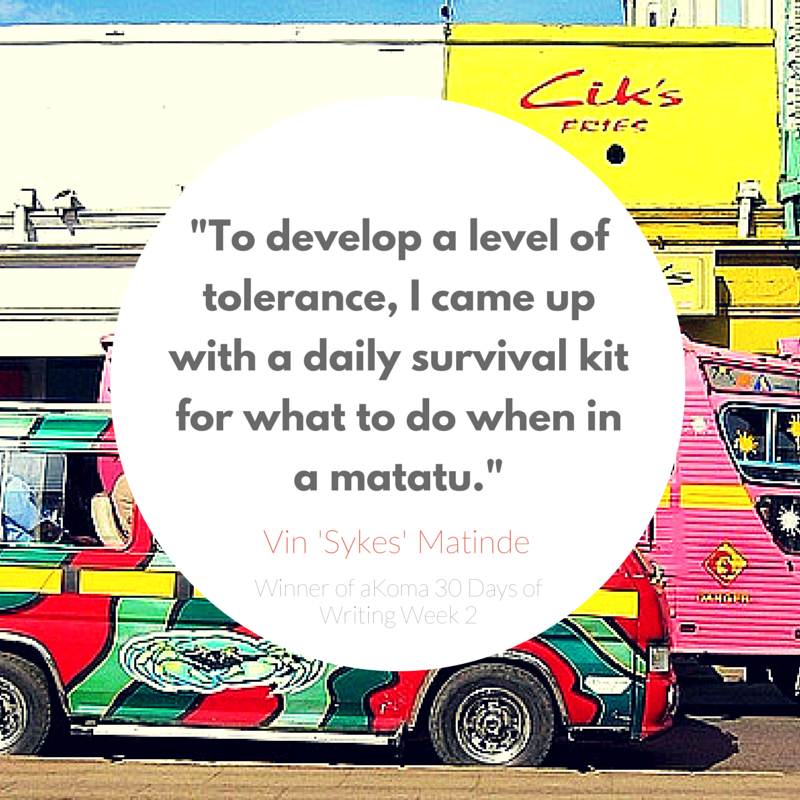 Cik's
FRIES
"To develop a level of
tolerance, I came up
with a daily survival kit
for what to do when in
a matatu."
Vin 'Sykes' Matinde
Winner of aKoma 30 Days of
Writing Week 2
DANGER